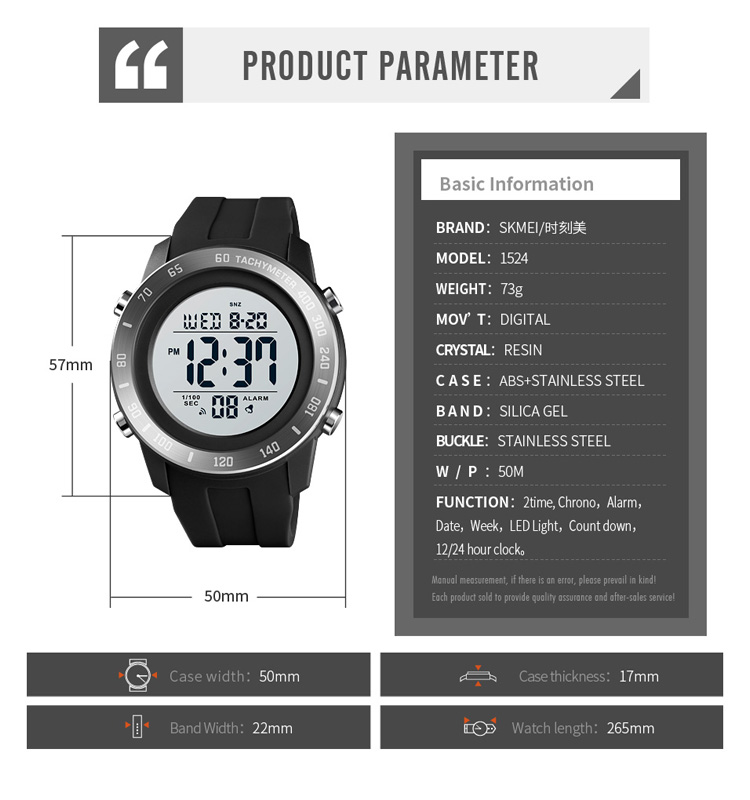 PRODUCT PARAMETER
Basic Information
BRAND: SKMEI/时刻美
MODEL: 1524
WEIGHT: 73g
MOV'T: DIGITAL
CRYSTAL: RESIN
CASE: ABS+STAINLESS STEEL
BAND: SILICA GEL
BUCKLE: STAINLESS STEEL
W/P: 50M
FUNCTION: 2time, Chrono, Alarm,
Date, Week, LED Light, Count down,
12/24 hour clock。
Manual measurement, if there is an error, please prevail in kind!
Each product sold to provide quality assurance and after-sales service!
60 TACHYMETER 400 300 240 180 140 120 100 90 80 70 65
SNZ
WED 8-20
PM 12:37
1/100 SEC 08 ALARM
57mm
50mm
Case width: 50mm
Case thickness: 17mm
Band Width: 22mm
Watch length: 265mm